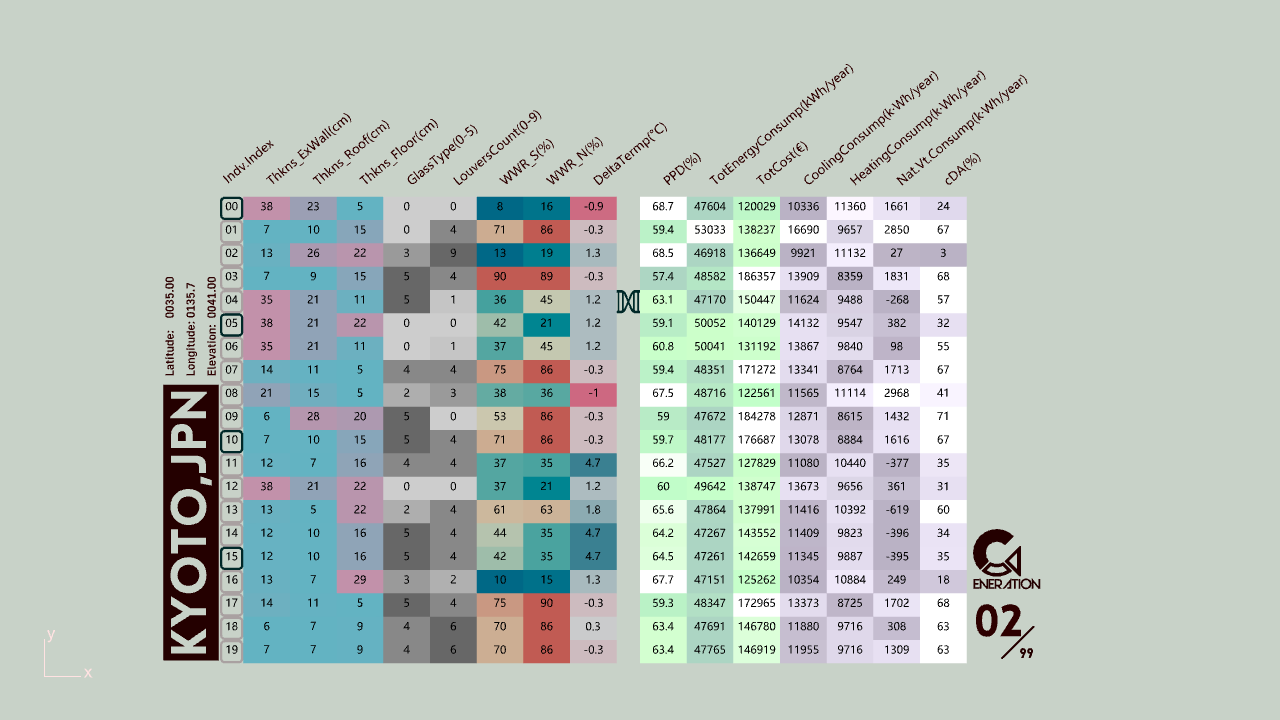 Indv.Index Thkns_ExWall(cm) Thkns_Roof(cm) Thkns_Floor(cm) GlassType(0-5) LouversCount(0-9) WWR_S(%) WWR_N(%) DeltaTermp(°C) PPD(%) TotEnergyConsump(kWh/year) TotCost(€) CoolingConsump(k·Wh/year) HeatingConsump(k·Wh/year) Nat.Vt.Consump(k·Wh/year) cDA(%)
00 38 23 5 0 0 8 16 -0.9 68.7 47604 120029 10336 11360 1661 24
01 7 10 15 0 4 71 86 -0.3 59.4 53033 138237 16690 9657 2850 67
02 13 26 22 3 9 13 19 1.3 68.5 46918 136649 9921 11132 27 3
03 7 9 15 5 4 90 89 -0.3 57.4 48582 186357 13909 8359 1831 68
04 35 21 11 5 1 36 45 1.2 63.1 47170 150447 11624 9488 -268 57
05 38 21 22 0 0 42 21 1.2 59.1 50052 140129 14132 9547 382 32
06 35 21 11 0 1 37 45 1.2 60.8 50041 131192 13867 9840 98 55
07 14 11 5 4 4 75 86 -0.3 59.4 48351 171272 13341 8764 1713 67
08 21 15 5 2 3 38 36 -1 67.5 48716 122561 11565 11114 2968 41
09 6 28 20 5 0 53 86 -0.3 59 47672 184278 12871 8615 1432 71
10 7 10 15 5 4 71 86 -0.3 59.7 48177 176687 13078 8884 1616 67
11 12 7 16 4 4 37 35 4.7 66.2 47527 127829 11080 10440 -377 35
12 38 21 22 0 0 37 21 1.2 60 49642 138747 13673 9656 361 31
13 13 5 22 2 4 61 63 1.8 65.6 47864 137991 11416 10392 -619 60
14 12 10 16 5 4 44 35 4.7 64.2 47267 143552 11409 9823 -396 34
15 12 10 16 5 4 42 35 4.7 64.5 47261 142659 11345 9887 -395 35
16 13 7 29 3 2 10 15 1.3 67.7 47151 125262 10354 10884 249 18
17 14 11 5 5 4 75 90 -0.3 59.3 48347 172965 13373 8725 1702 68
18 6 7 9 4 6 70 86 0.3 63.4 47691 146780 11880 9716 308 63
19 7 7 9 4 6 70 86 -0.3 63.4 47765 146919 11955 9716 1309 63
Latitude: 0035.00
Longitude: 0135.7
Elevation: 0041.00
KYOTO,JPN
G
ENERATION
02/99
y
x